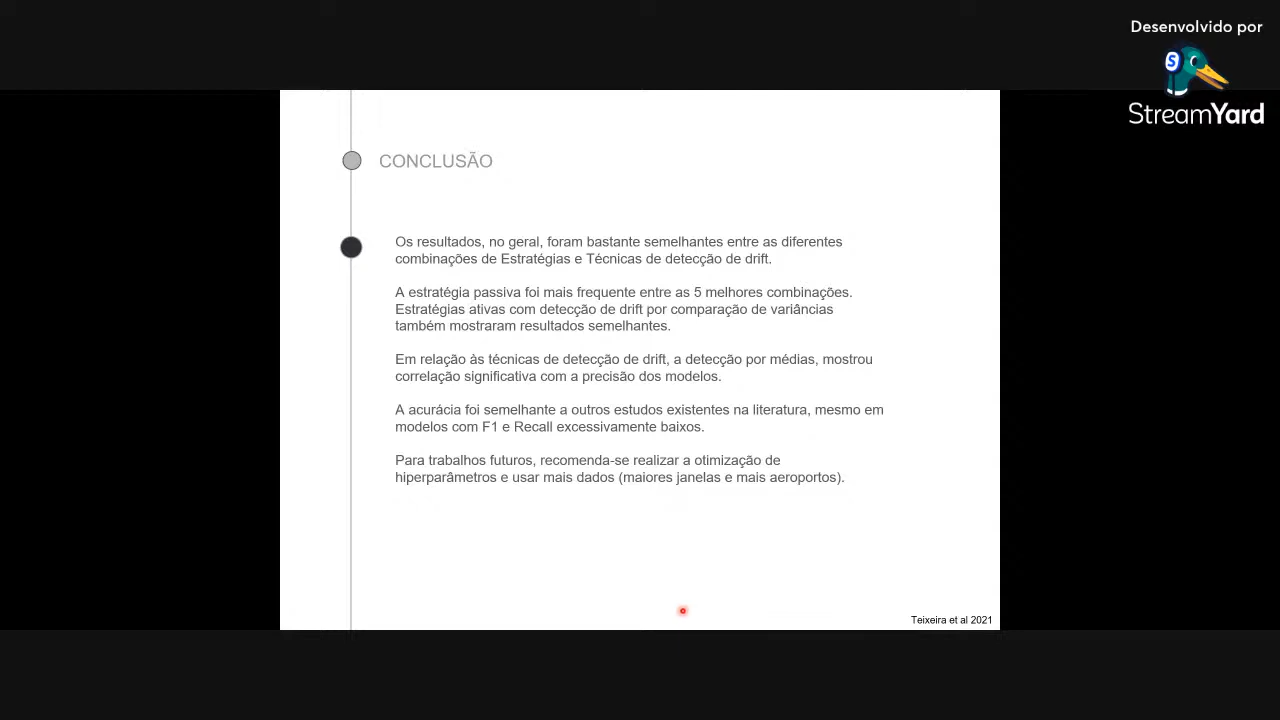 Desenvolvido por
S
StreamYard
CONCLUSÃO
Os resultados, no geral, foram bastante semelhantes entre as diferentes
combinações de Estratégias e Técnicas de detecção de drift.
A estratégia passiva foi mais frequente entre as 5 melhores combinações.
Estratégias ativas com detecção de drift por comparação de variâncias
também mostraram resultados semelhantes.
Em relação às técnicas de detecção de drift, a detecção por médias, mostrou
correlação significativa com a precisão dos modelos.
A acurácia foi semelhante a outros estudos existentes na literatura, mesmo em
modelos com F1 e Recall excessivamente baixos.
Para trabalhos futuros, recomenda-se realizar a otimização de
hiperparâmetros e usar mais dados (maiores janelas e mais aeroportos).
Teixeira et al 2021